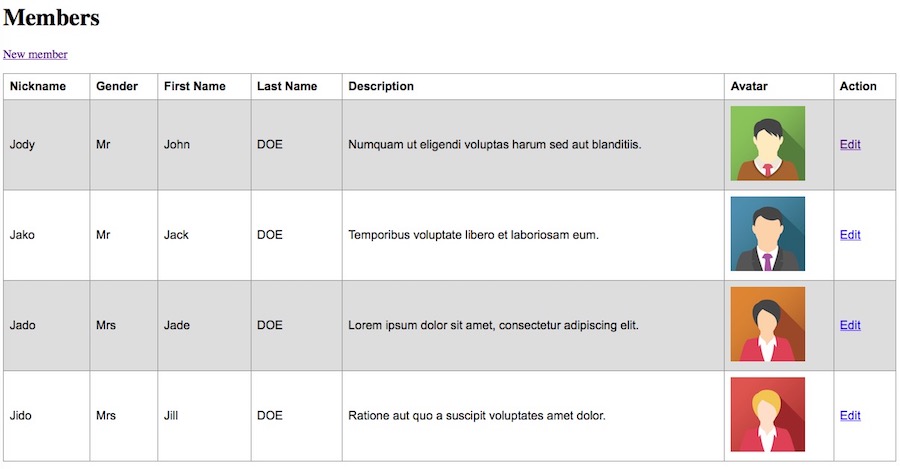 Members
New member
Nickname Gender First Name Last Name Description Avatar Action
Jody Mr John DOE Numquam ut eligendi voluptas harum sed aut blanditiis. Edit
Jako Mr Jack DOE Temporibus voluptate libero et laboriosam eum. Edit
Jado Mrs Jade DOE Lorem ipsum dolor sit amet, consectetur adipiscing elit. Edit
Jido Mrs Jill DOE Ratione aut quo a suscipit voluptates amet dolor. Edit